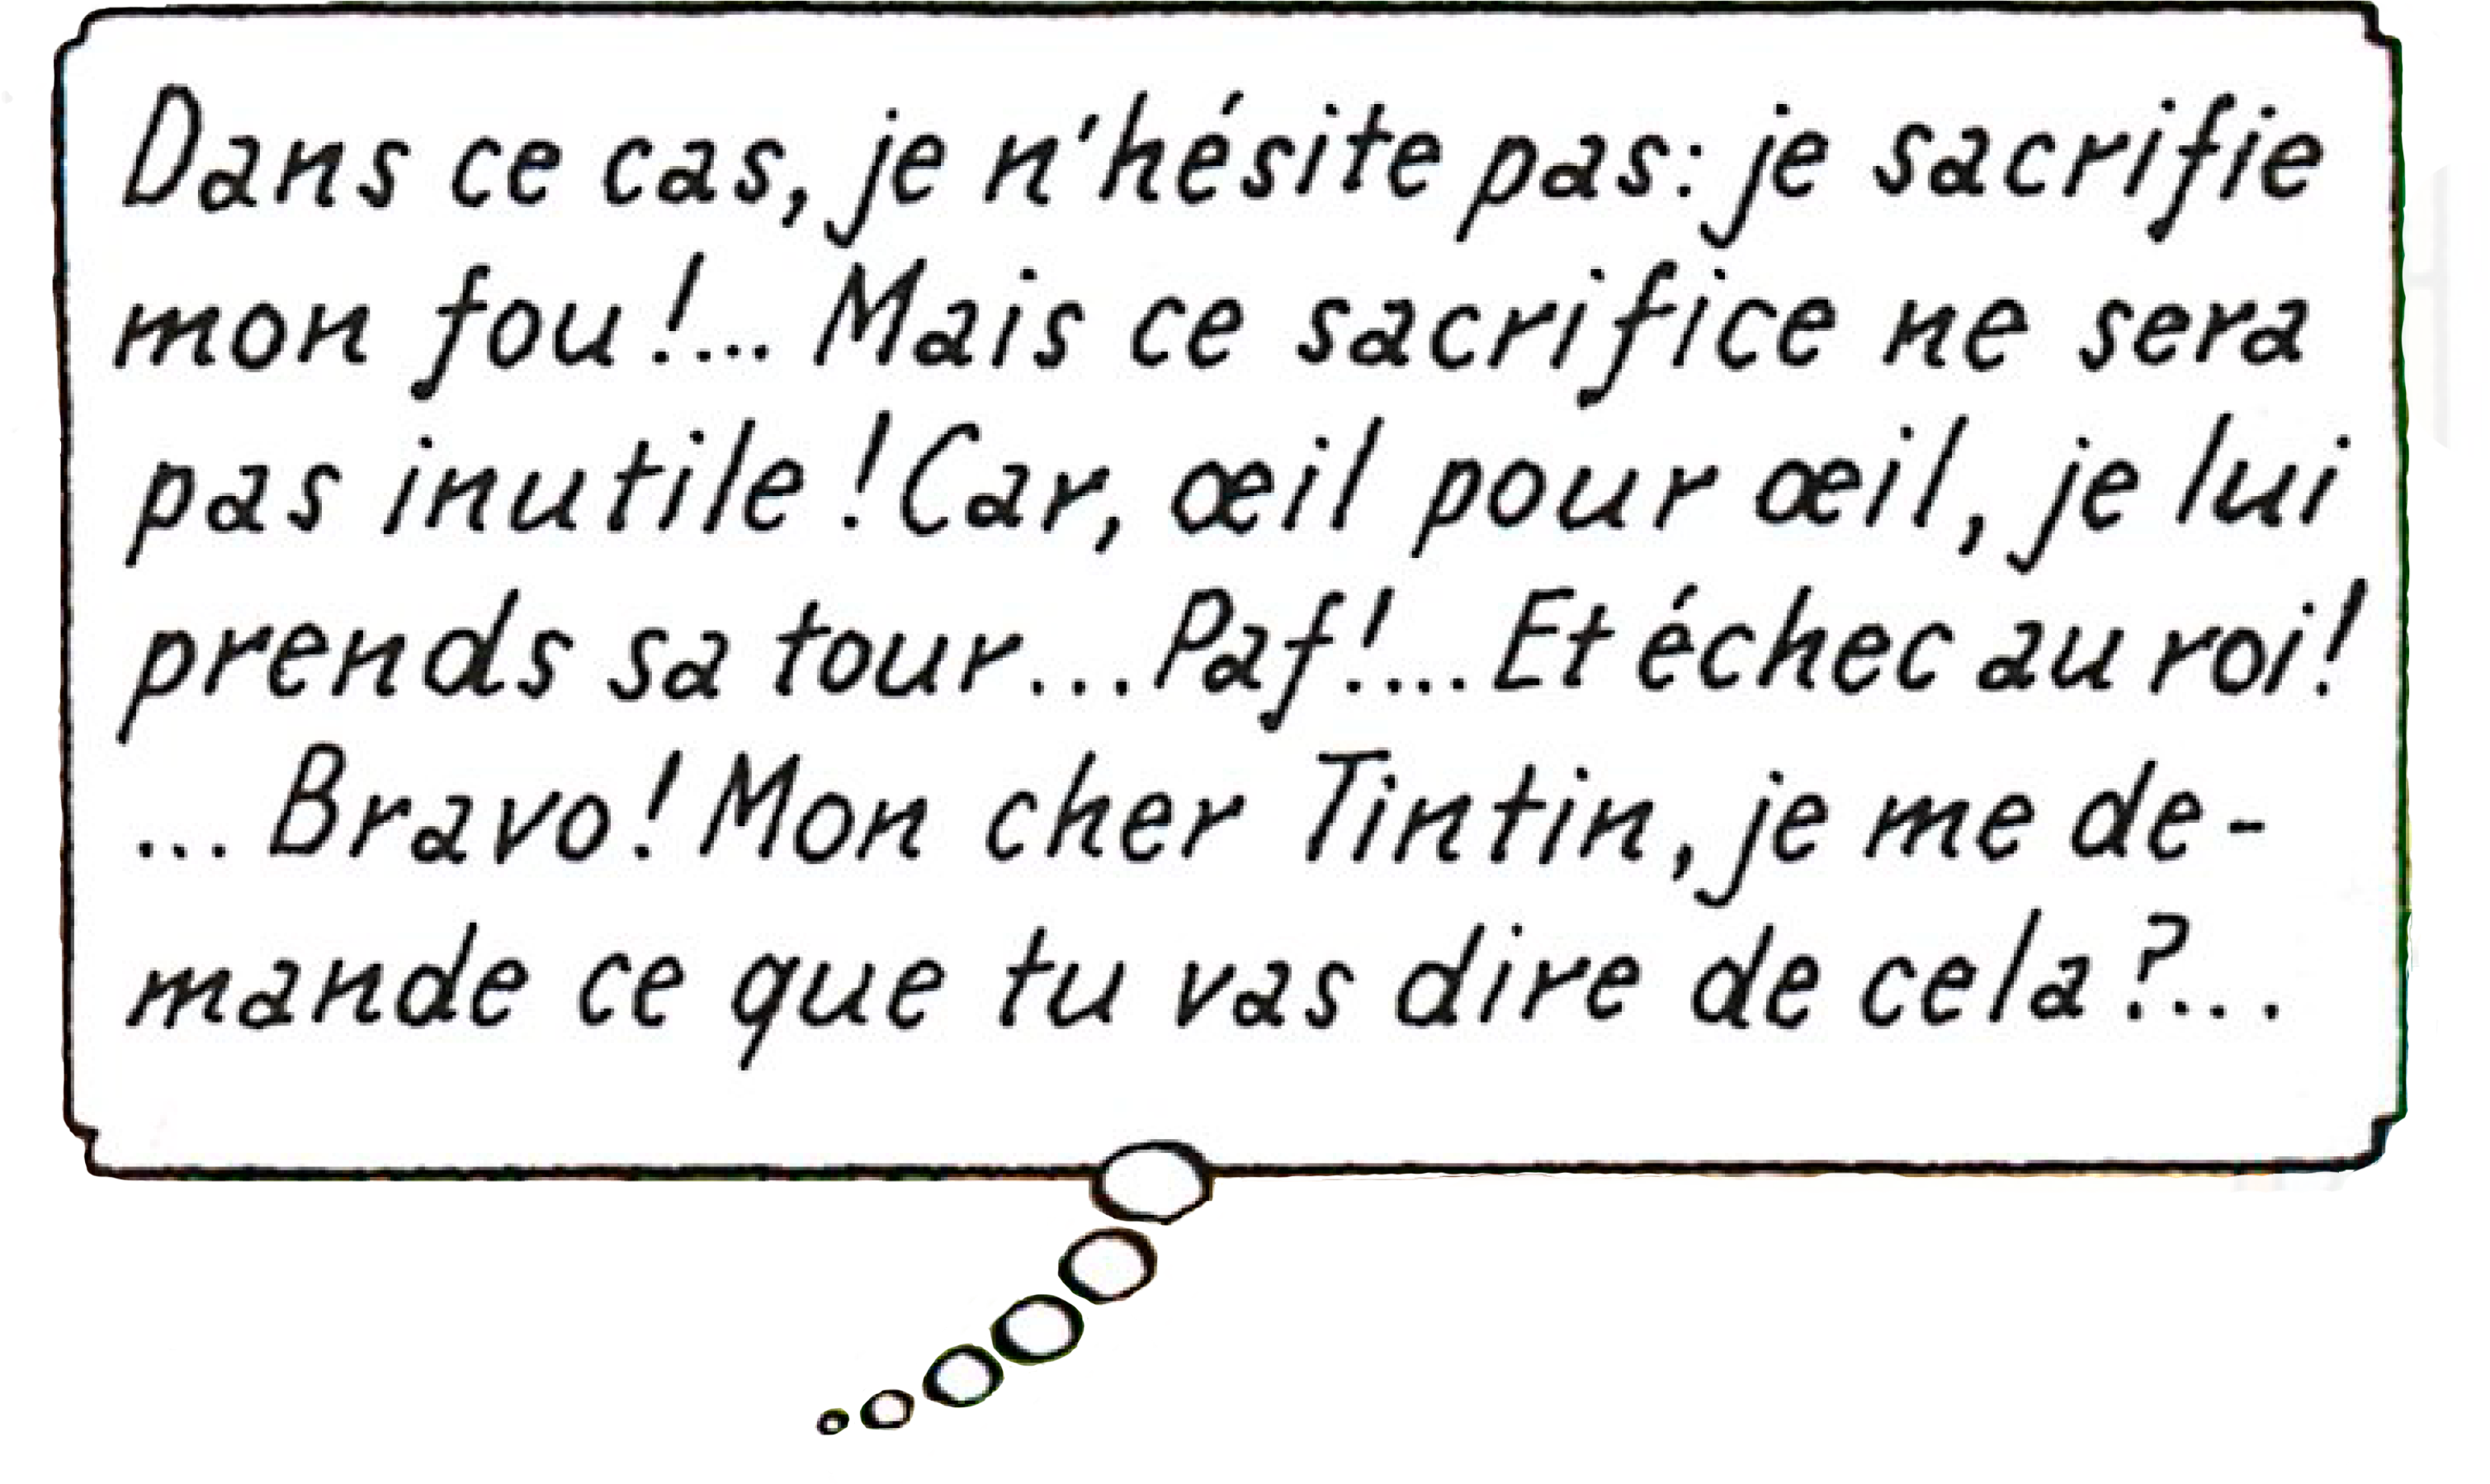 Dans ce cas, je n'hésite pas: je sacrifie
mon fou!... Mais ce sacrifice ne sera
pas inutile! Car, œil pour œil, je lui
prends sa tour... Paf!... Et échec au roi!
... Bravo! Mon cher Tintin, je me de-
mande ce que tu vas dire de cela?...